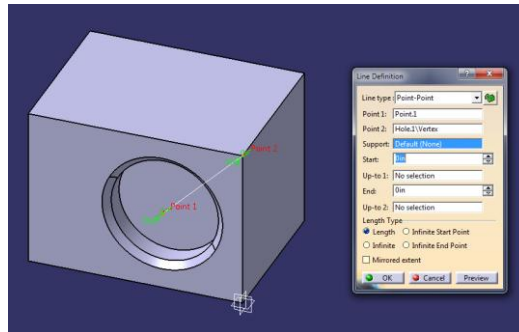 Point 2
Point 1
Line Definition
Line type : Point-Point
Point 1: Point.1
Point 2: Hole.1\Vertex
Support: Default (None)
Start: 0in
Up-to 1: No selection
End: 0in
Up-to 2: No selection
Length Type
Length Infinite Start Point
Infinite Infinite End Point
Mirrored extent
OK Cancel Preview